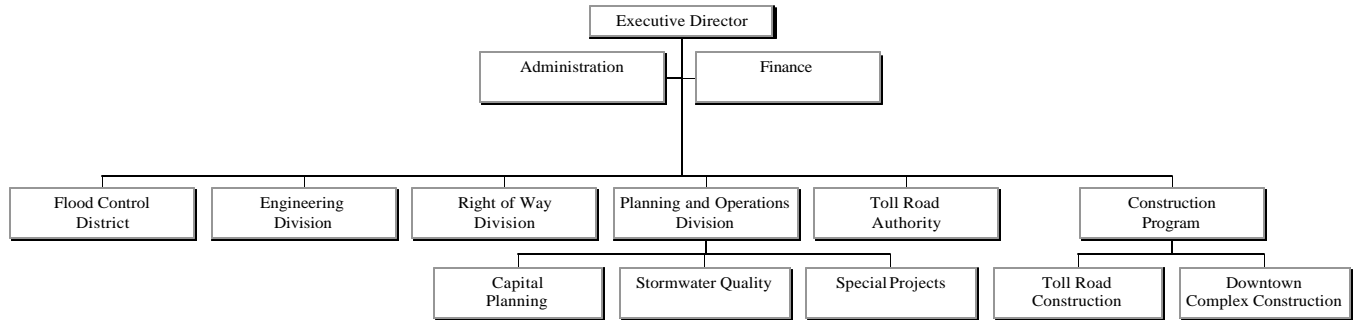 Executive Director
Administration
Finance
Flood Control
District
Engineering
Division
Right of Way
Division
Planning and Operations
Division
Toll Road
Authority
Construction
Program
Capital
Planning
Stormwater Quality
Special Projects
Toll Road
Construction
Downtown
Complex Construction